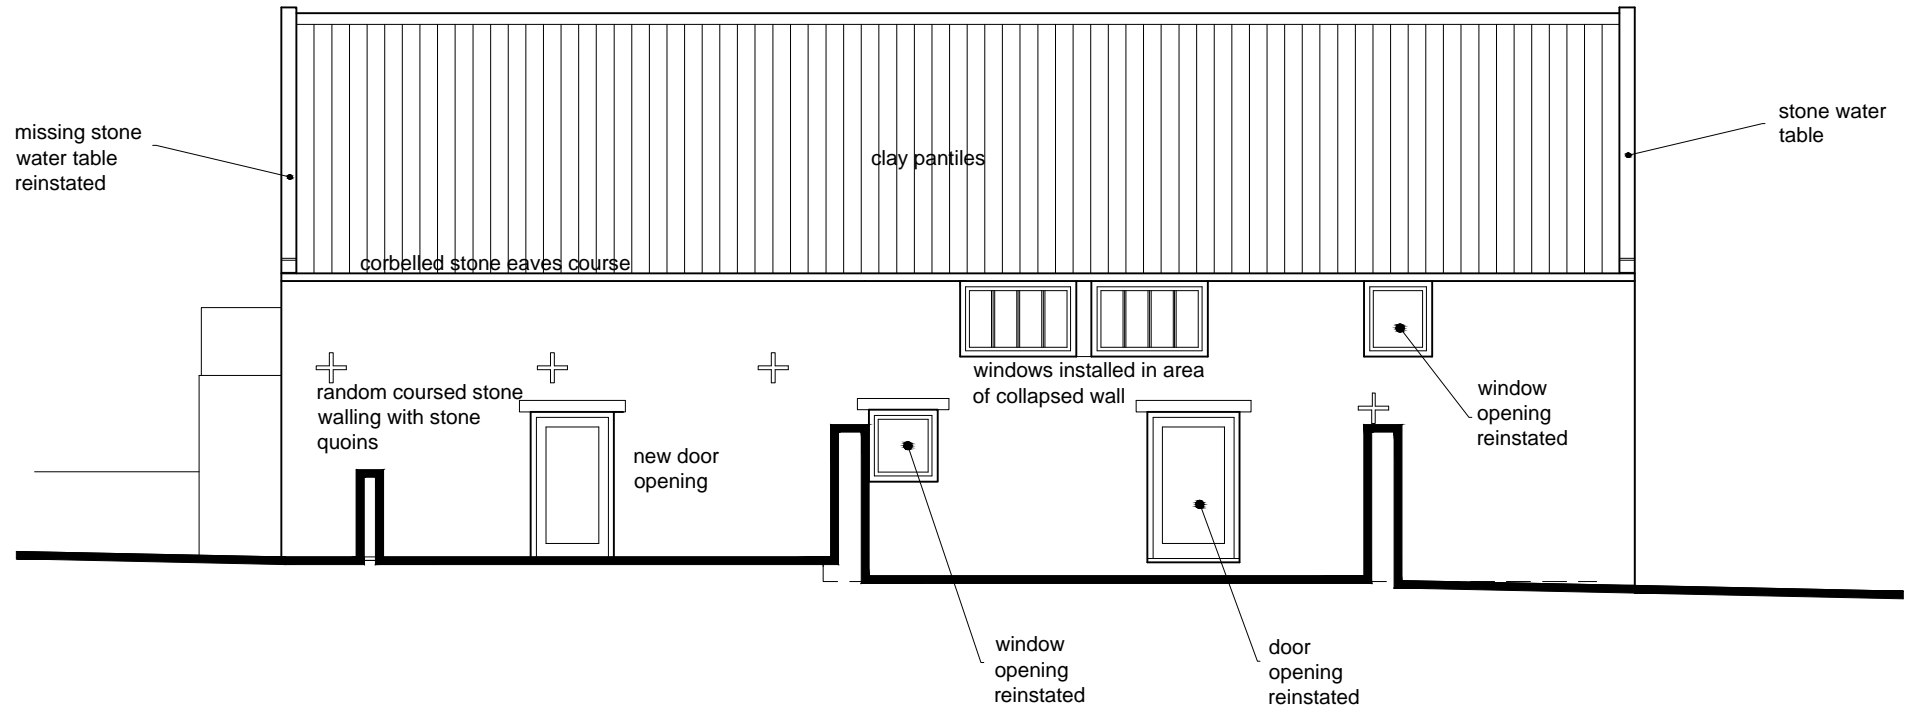 missing stone
water table
reinstated
clay pantiles
stone water
table
corbelled stone eaves course
random coursed stone
walling with stone
quoins
new door
opening
windows installed in area
of collapsed wall
window
opening
reinstated
window
opening
reinstated
door
opening
reinstated